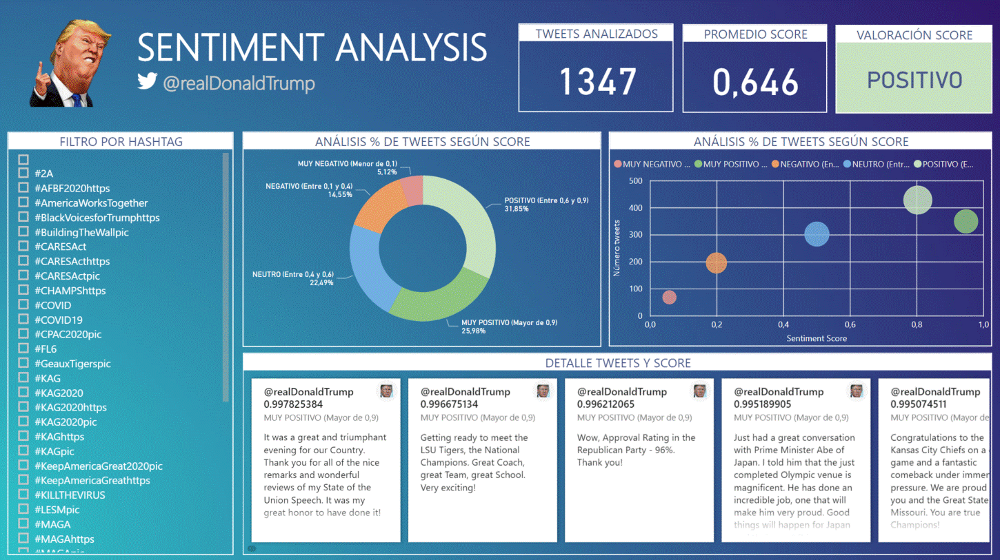 SENTIMENT ANALYSIS
@realDonaldTrump
TWEETS ANALIZADOS
1347
PROMEDIO SCORE
0,646
VALORACIÓN SCORE
POSITIVO
FILTRO POR HASHTAG
#2A
#AFBF2020https
#AmericaWorksTogether
#BlackVoicesforTrumphttps
#BuildingTheWallpic
#CARESAct
#CARESActhttps
#CARESActpic
#CHAMPShttps
#COVID
#COVID19
#CPAC2020pic
#FL6
#GeauxTigerspic
#KAG
#KAG2020
#KAG2020https
#KAG2020pic
#KAGhttps
#KAGpic
#KeepAmericaGreat2020pic
#KeepAmericaGreathttps
#KILLTHEVIRUS
#LESMpic
#MAGA
#MAGAhttps
ANÁLISIS % DE TWEETS SEGÚN SCORE
MUY NEGATIVO (Menor de 0,1)
5,12%
NEGATIVO (Entre 0,1 y 0,4)
14,55%
POSITIVO (Entre 0,6 y 0,9)
31,85%
NEUTRO (Entre 0,4 y 0,6)
22,49%
MUY POSITIVO (Mayor de 0,9)
25,98%
ANÁLISIS % DE TWEETS SEGÚN SCORE
MUY NEGATIVO ... MUY POSITIVO ... NEGATIVO (En... NEUTRO (Entr... POSITIVO (E...
Número tweets
500
400
300
200
100
0
0,0 0,2 0,4 0,6 0,8 1,0
Sentiment Score
DETALLE TWEETS Y SCORE
@realDonaldTrump
0.997825384
MUY POSITIVO (Mayor de 0,9)
It was a great and triumphant
evening for our Country.
Thank you for all of the nice
remarks and wonderful
reviews of my State of the
Union Speech. It was my
great honor to have done it!
@realDonaldTrump
0.996675134
MUY POSITIVO (Mayor de 0,9)
Getting ready to meet the
LSU Tigers, the National
Champions. Great Coach,
great Team, great School.
Very exciting!
@realDonaldTrump
0.996212065
MUY POSITIVO (Mayor de 0,9)
Wow, Approval Rating in the
Republican Party - 96%.
Thank you!
@realDonaldTrump
0.995189905
MUY POSITIVO (Mayor de 0,9)
Just had a great conversation
with Prime Minister Abe of
Japan. I told him that the just
completed Olympic venue is
magnificent. He has done an
incredible job, one that will
make him very proud. Good
things will happen for Japan
@realDonaldTrump
0.995074511
MUY POSITIVO (Mayor de
Congratulations to the
Kansas City Chiefs on a
game and a fantastic
comeback under immen
pressure. We are proud
you and the Great State
Missouri. You are true
Champions!